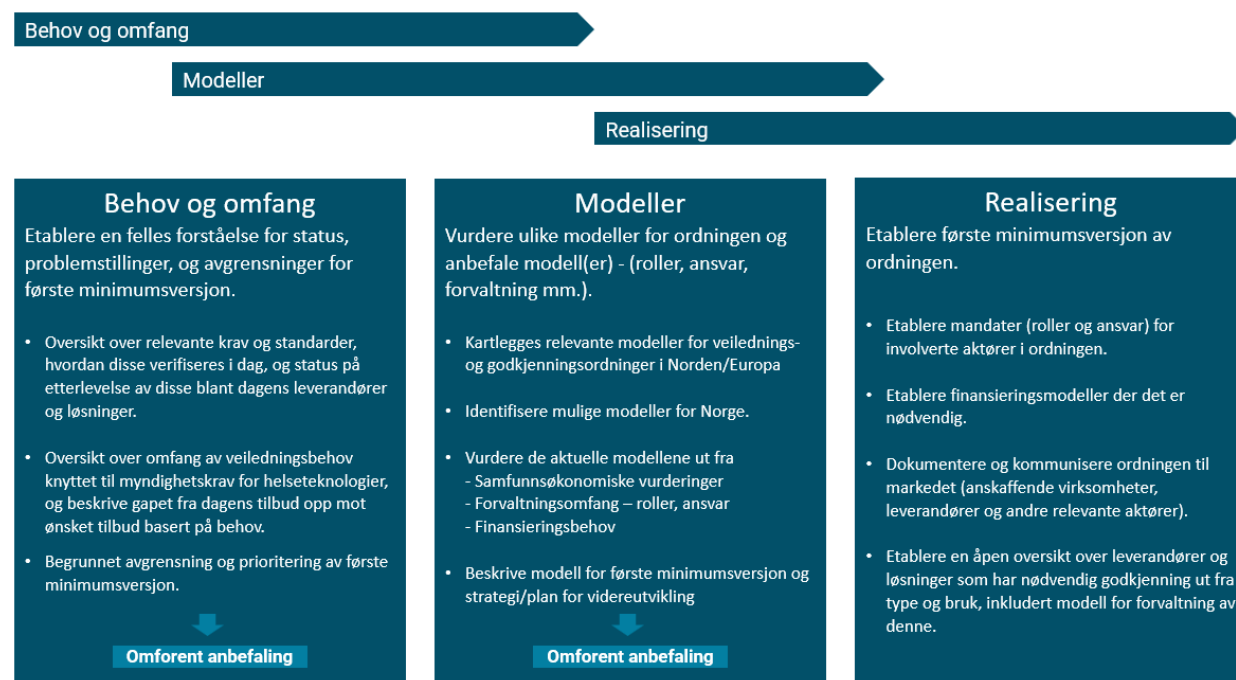 Behov og omfang
Modeller
Realisering
Behov og omfang
Etablere en felles forståelse for status,
problemstillinger, og avgrensninger for
første minimumsversjon.
• Oversikt over relevante krav og standarder,
hvordan disse verifiseres i dag, og status på
etterlevelse av disse blant dagens leverandører
og løsninger.
• Oversikt over omfang av veiledningsbehov
knyttet til myndighetskrav for helseteknologier,
og beskrive gapet fra dagens tilbud opp mot
ønsket tilbud basert på behov.
• Begrunnet avgrensning og prioritering av første
minimumsversjon.
Omforent anbefaling
Modeller
Vurdere ulike modeller for ordningen og
anbefale modell(er) - (roller, ansvar,
forvaltning mm.).
• Kartlegges relevante modeller for veilednings-
og godkjenningsordninger i Norden/Europa
• Identifisere mulige modeller for Norge.
• Vurdere de aktuelle modellene ut fra
- Samfunnsøkonomiske vurderinger
- Forvaltningsomfang – roller, ansvar
- Finansieringsbehov
• Beskrive modell for første minimumsversjon og
strategi/plan for videreutvikling
Omforent anbefaling
Realisering
Etablere første minimumsversjon av
ordningen.
• Etablere mandater (roller og ansvar) for
involverte aktører i ordningen.
• Etablere finansieringsmodeller der det er
nødvendig.
• Dokumentere og kommunisere ordningen til
markedet (anskaffende virksomheter,
leverandører og andre relevante aktører).
• Etablere en åpen oversikt over leverandører og
løsninger som har nødvendig godkjenning ut fra
type og bruk, inkludert modell for forvaltning av
denne.